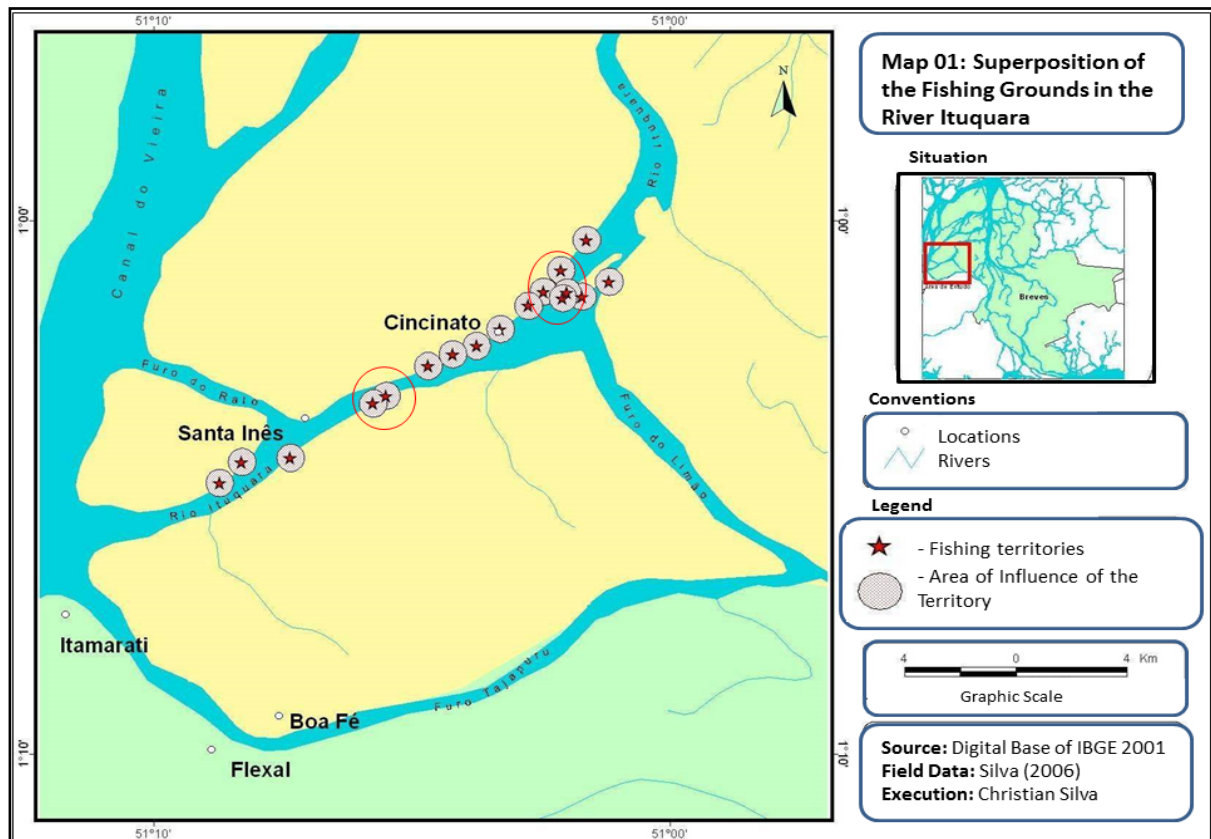 51°10'
51°00'
Canal do Vieira
Rio Ituquara
N
1°00'
1°00'
Cincinato
Furo do Raio
Santa Inês
Rio Ituquara
Furo do Limão
Itamarati
Boa Fé
Flexal
Furo Tajapuru
1°10'
1°10'
51°10'
51°00'
Map 01: Superposition of
the Fishing Grounds in the
River Ituquara
Situation
Breves
Conventions
Locations
Rivers
Legend
- Fishing territories
- Area of Influence of the
Territory
4 0 4 Km
Graphic Scale
Source: Digital Base of IBGE 2001
Field Data: Silva (2006)
Execution: Christian Silva